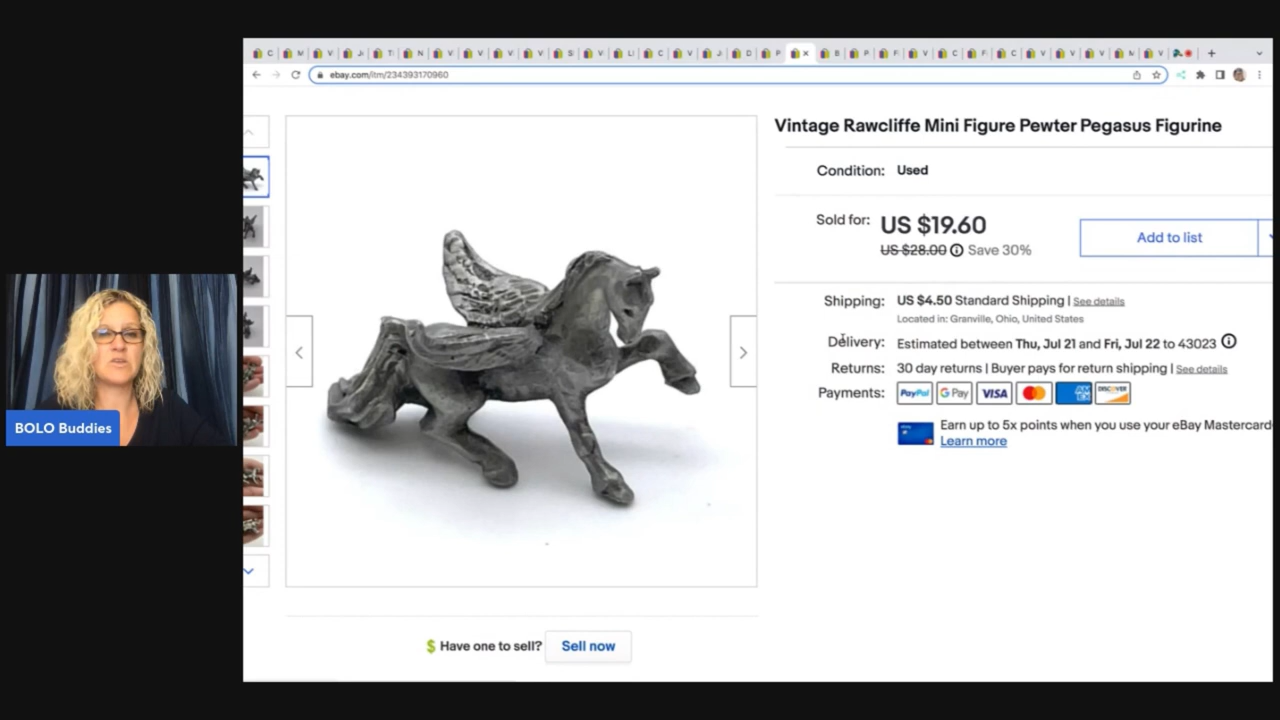 ebay.com/itm/234393170960
Vintage Rawcliffe Mini Figure Pewter Pegasus Figurine
Condition: Used
Sold for: US $19.60
US $28.00 Save 30%
Add to list
Shipping: US $4.50 Standard Shipping | See details
Located in: Granville, Ohio, United States
Delivery: Estimated between Thu, Jul 21 and Fri, Jul 22 to 43023
Returns: 30 day returns | Buyer pays for return shipping | See details
Payments: PayPal G Pay VISA DISCOVER
Earn up to 5x points when you use your eBay Mastercard
Learn more
BOLO Buddies
$ Have one to sell? Sell now